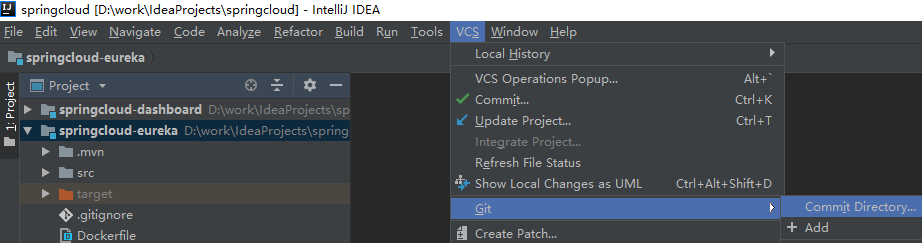 springcloud [D:\work\IdeaProjects\springcloud] - IntelliJ IDEA
File Edit View Navigate Code Analyze Refactor Build Run Tools VCS Window Help
springcloud-eureka
Local History
VCS Operations Popup... Alt+`
Commit... Ctrl+K
Update Project... Ctrl+T
Integrate Project...
Refresh File Status
Show Local Changes as UML Ctrl+Alt+Shift+D
Git
Create Patch...
Commit Directory...
Add
1: Project
Project
springcloud-dashboard D:\work\IdeaProjects\sp
springcloud-eureka D:\work\IdeaProjects\spring
.mvn
src
target
.gitignore
Dockerfile